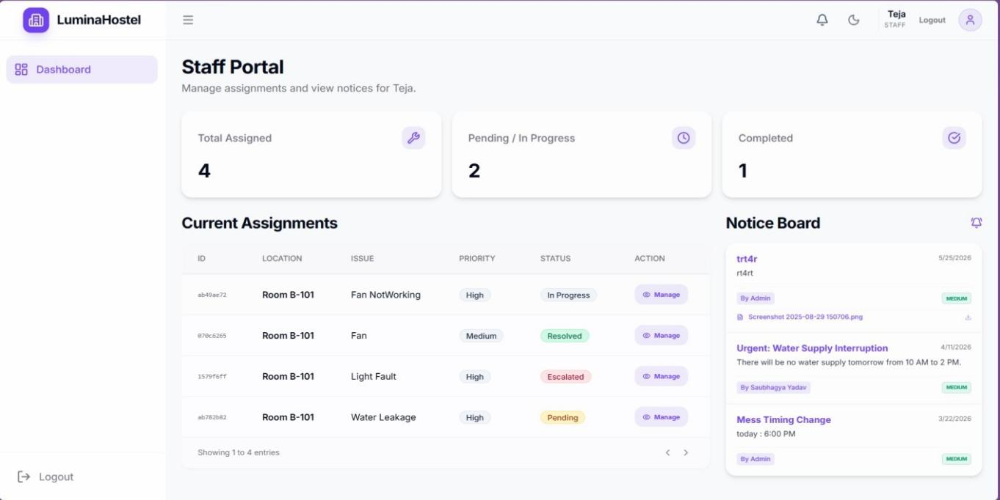 LuminaHostel
Teja
STAFF
Logout
Dashboard
Staff Portal
Manage assignments and view notices for Teja.
Total Assigned
4
Pending / In Progress
2
Completed
1
Current Assignments
ID LOCATION ISSUE PRIORITY STATUS ACTION
ab49ae72 Room B-101 Fan NotWorking High In Progress Manage
070c6265 Room B-101 Fan Medium Resolved Manage
1579f6ff Room B-101 Light Fault High Escalated Manage
ab782b82 Room B-101 Water Leakage High Pending Manage
Showing 1 to 4 entries
Notice Board
trt4r 5/25/2026
rt4rt
By Admin MEDIUM
Screenshot 2025-08-29 150706.png
Urgent: Water Supply Interruption 4/11/2026
There will be no water supply tomorrow from 10 AM to 2 PM.
By Saubhagya Yadav MEDIUM
Mess Timing Change 3/22/2026
today : 6:00 PM
By Admin MEDIUM
Logout